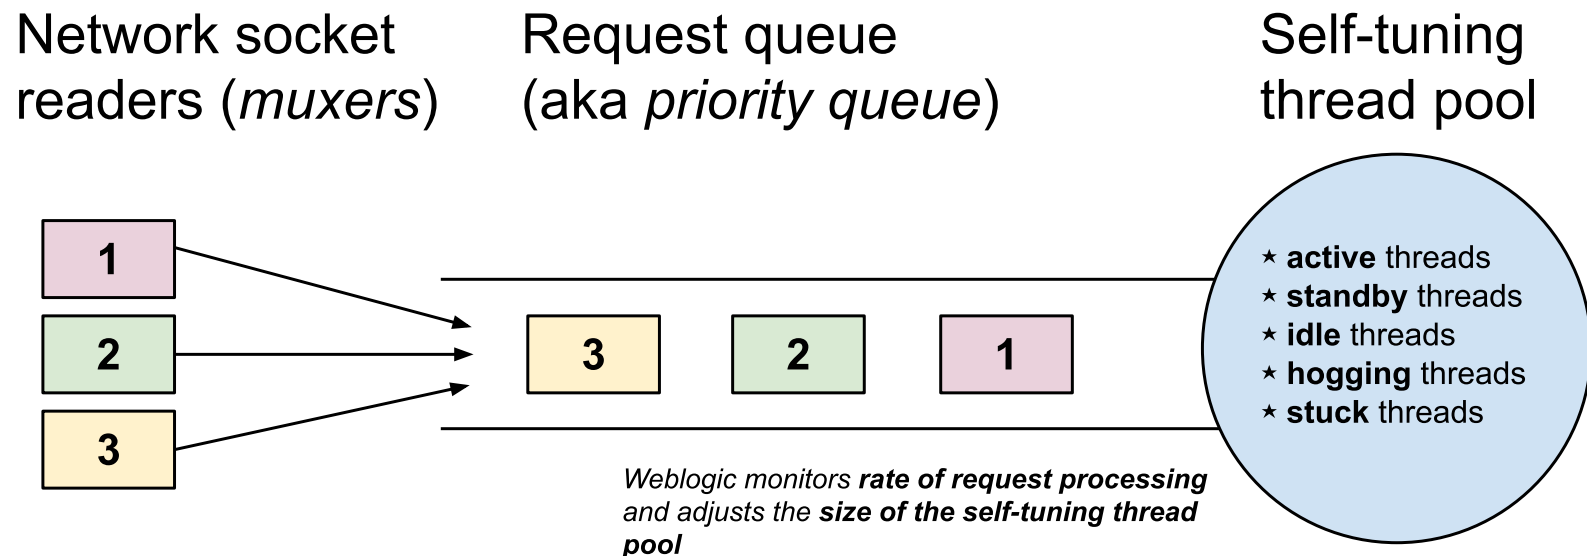 Network socket
readers (muxers)
Request queue
(aka priority queue)
Self-tuning
thread pool
1
2
3
3
2
1
★ active threads
★ standby threads
★ idle threads
★ hogging threads
★ stuck threads
Weblogic monitors rate of request processing
and adjusts the size of the self-tuning thread
pool